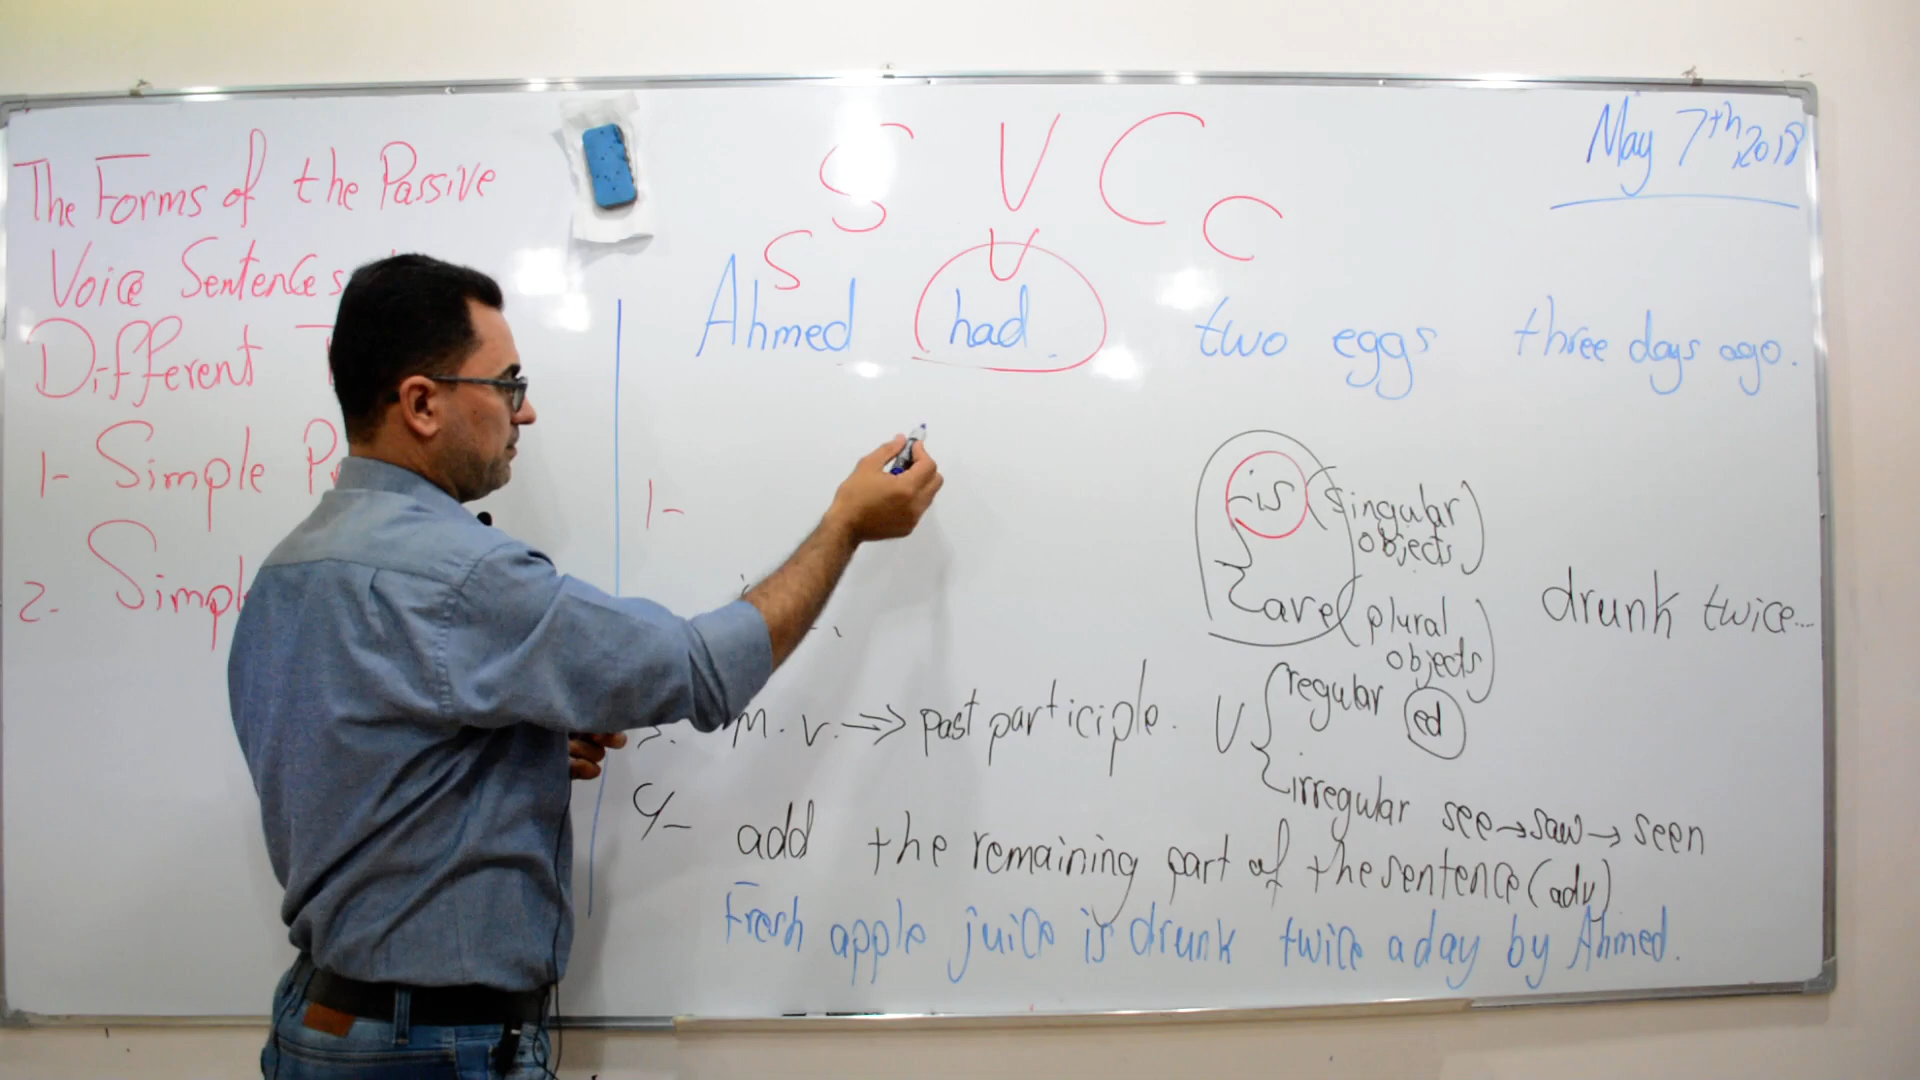 The Forms of the Passive
Voice Sentences
Different
1- Simple
2. Simple
May 7th, 2018
S V C C
S V
Ahmed had two eggs three days ago.
1-
is (singular
objects)
are (plural
objects)
drunk twice...
3. m. v. => past participle. V
regular ed
irregular see → saw → seen
4- add the remaining part of the sentence (adv)
Fresh apple juice is drunk twice a day by Ahmed.